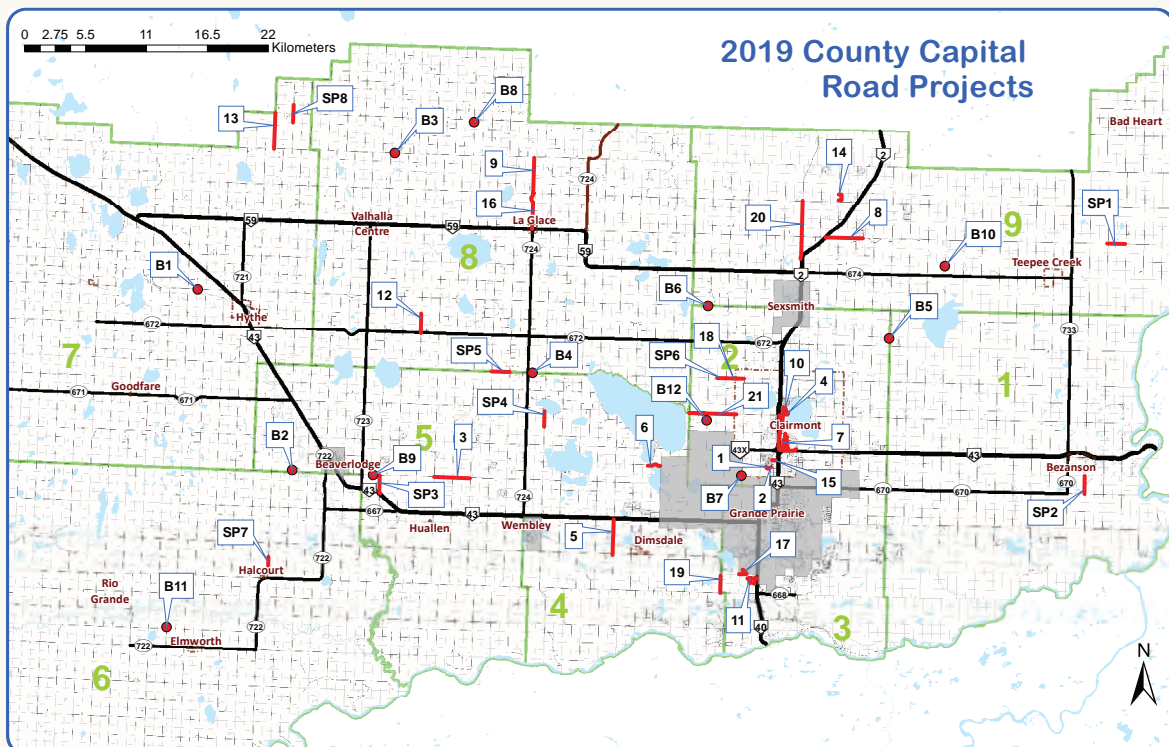 0 2.75 5.5 11 16.5 22
Kilometers
2019 County Capital
Road Projects
SP8
B8
13
B3
Bad Heart
2
14
9
724
16
La Glace
20
8
SP1
9
59
Valhalla
Centre
59
724
59
8
B10
Teepee Creek
B1
721
2
674
12
B6
Sexsmith
B5
Hythe
672
43
672
672
733
18
7
SP5
B4
SP6
2
10
4
1
Goodfare
671
671
B12
21
SP4
Clairmont
723
5
6
7
722
3
43X
43
B2
Beaverlodge
B9
1
15
Bezanson
43
SP3
724
B7
2
43
670
670
670
667
43
Grande Prairie
SP2
Huallen
Wembley
SP7
722
5
Dimsdale
17
Halcourt
19
Rio
Grande
B11
4
668
11
3
722
40
722
Elmworth
6
N